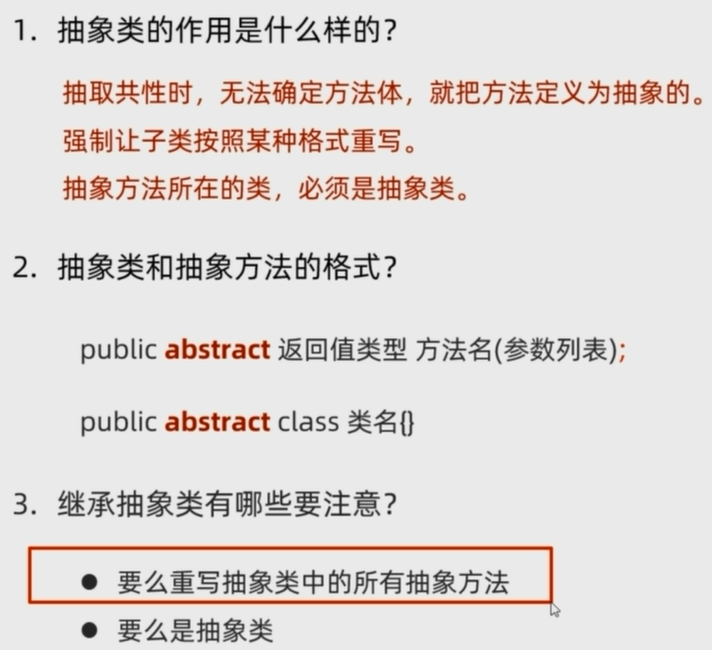 1. 抽象类的作用是什么样的？
抽取共性时，无法确定方法体，就把方法定义为抽象的。
强制让子类按照某种格式重写。
抽象方法所在的类，必须是抽象类。
2. 抽象类和抽象方法的格式？
public abstract 返回值类型 方法名(参数列表);
public abstract class 类名{}
3. 继承抽象类有哪些要注意？
● 要么重写抽象类中的所有抽象方法
● 要么是抽象类